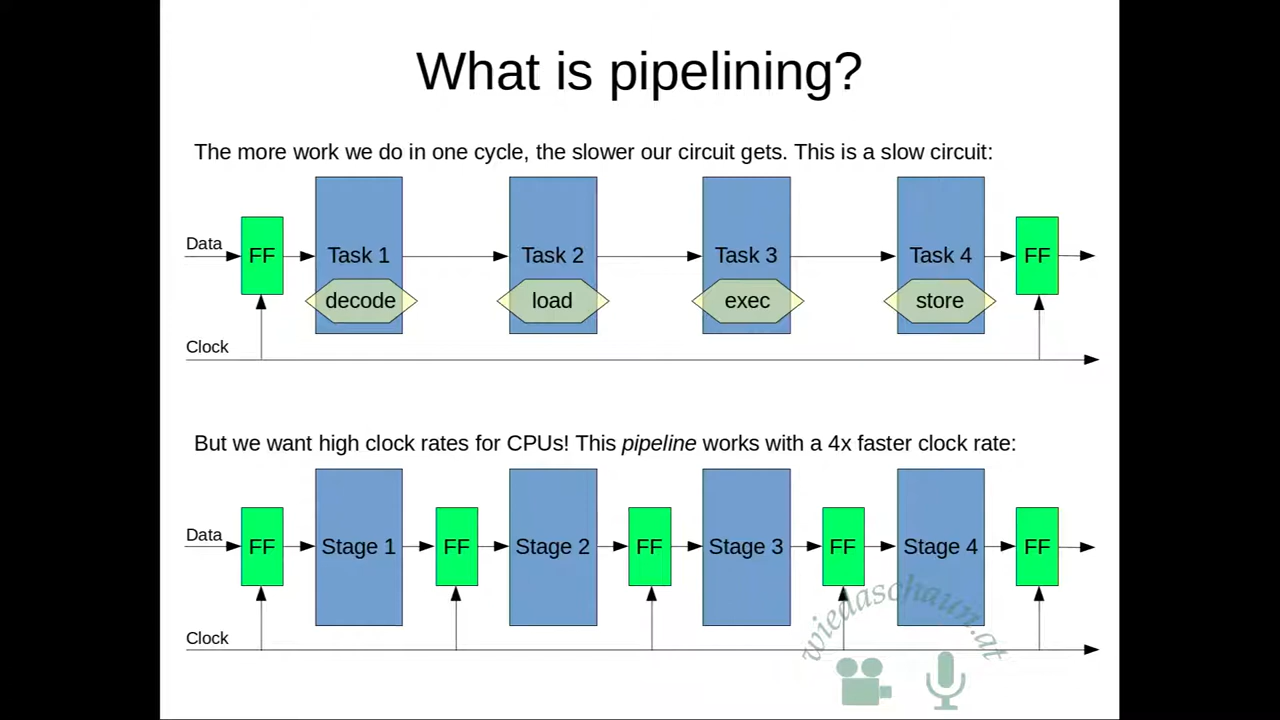 What is pipelining?
The more work we do in one cycle, the slower our circuit gets. This is a slow circuit:
Data
FF
Task 1
Task 2
Task 3
Task 4
FF
decode
load
exec
store
Clock
But we want high clock rates for CPUs! This pipeline works with a 4x faster clock rate:
Data
FF
Stage 1
FF
Stage 2
FF
Stage 3
FF
Stage 4
FF
Clock
wiedaschaun.at